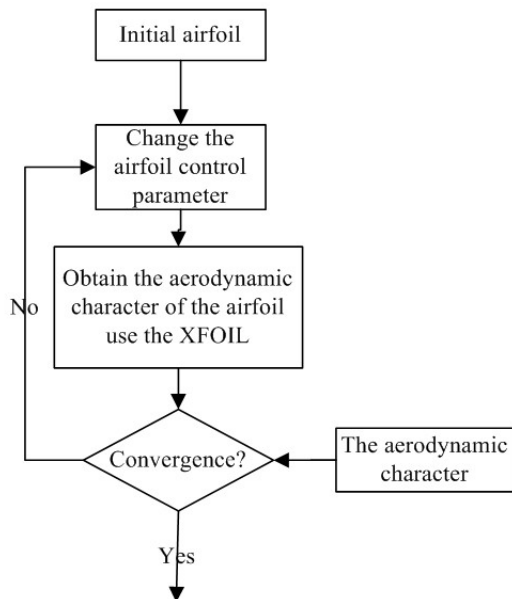 Initial airfoil
Change the
airfoil control
parameter
Obtain the aerodynamic
character of the airfoil
use the XFOIL
No
Convergence?
The aerodynamic
character
Yes